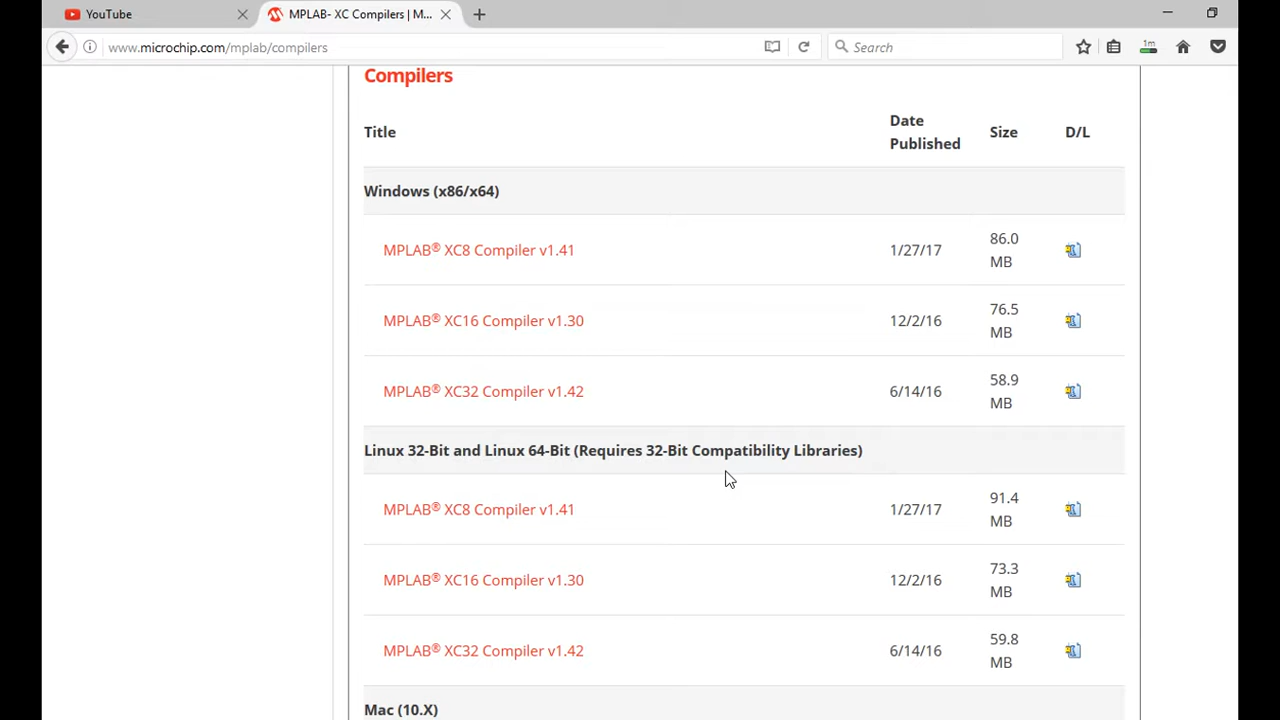 YouTube
MPLAB- XC Compilers | M...
www.microchip.com/mplab/compilers
Search
1m
Compilers
Title
Date Published
Size
D/L
Windows (x86/x64)
MPLAB® XC8 Compiler v1.41
1/27/17
86.0 MB
MPLAB® XC16 Compiler v1.30
12/2/16
76.5 MB
MPLAB® XC32 Compiler v1.42
6/14/16
58.9 MB
Linux 32-Bit and Linux 64-Bit (Requires 32-Bit Compatibility Libraries)
MPLAB® XC8 Compiler v1.41
1/27/17
91.4 MB
MPLAB® XC16 Compiler v1.30
12/2/16
73.3 MB
MPLAB® XC32 Compiler v1.42
6/14/16
59.8 MB
Mac (10.X)